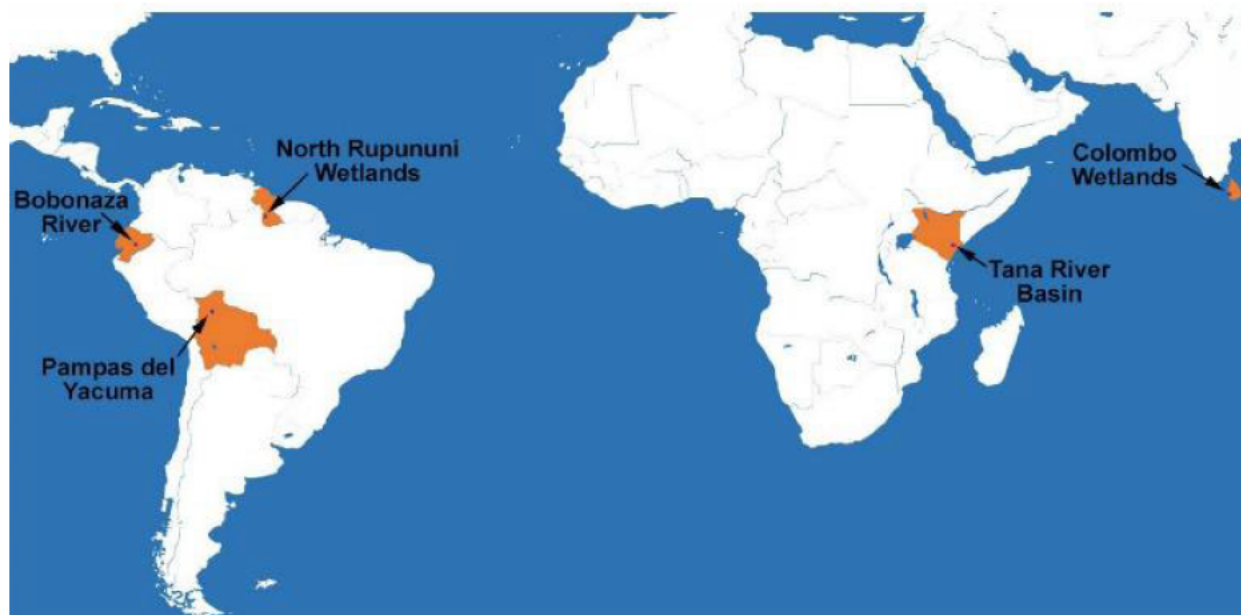 North Rupununi
Wetlands
Bobonaza
River
Pampas del
Yacuma
Colombo
Wetlands
Tana River
Basin